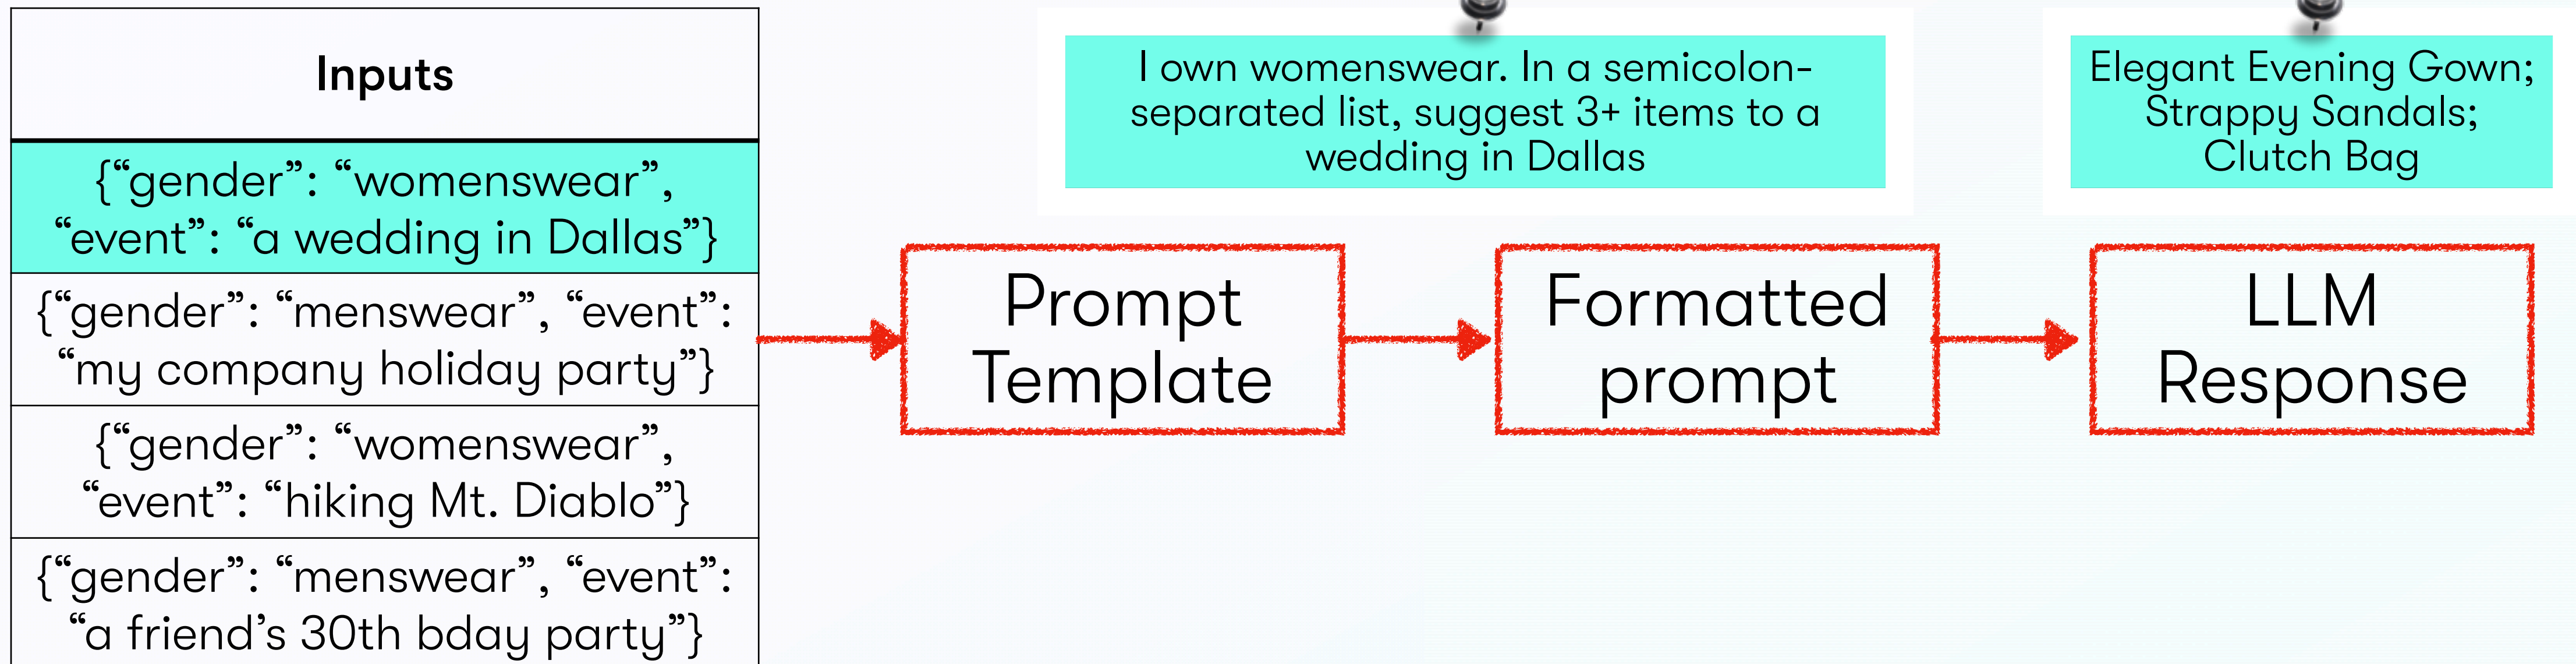 Inputs
{“gender”: “womenswear”,
“event”: “a wedding in Dallas”}
{“gender”: “menswear”, “event”:
“my company holiday party”}
{“gender”: “womenswear”,
“event”: “hiking Mt. Diablo”}
{“gender”: “menswear”, “event”:
“a friend’s 30th bday party”}
I own womenswear. In a semicolon-
separated list, suggest 3+ items to a
wedding in Dallas
Elegant Evening Gown;
Strappy Sandals;
Clutch Bag
Prompt
Template
Formatted
prompt
LLM
Response